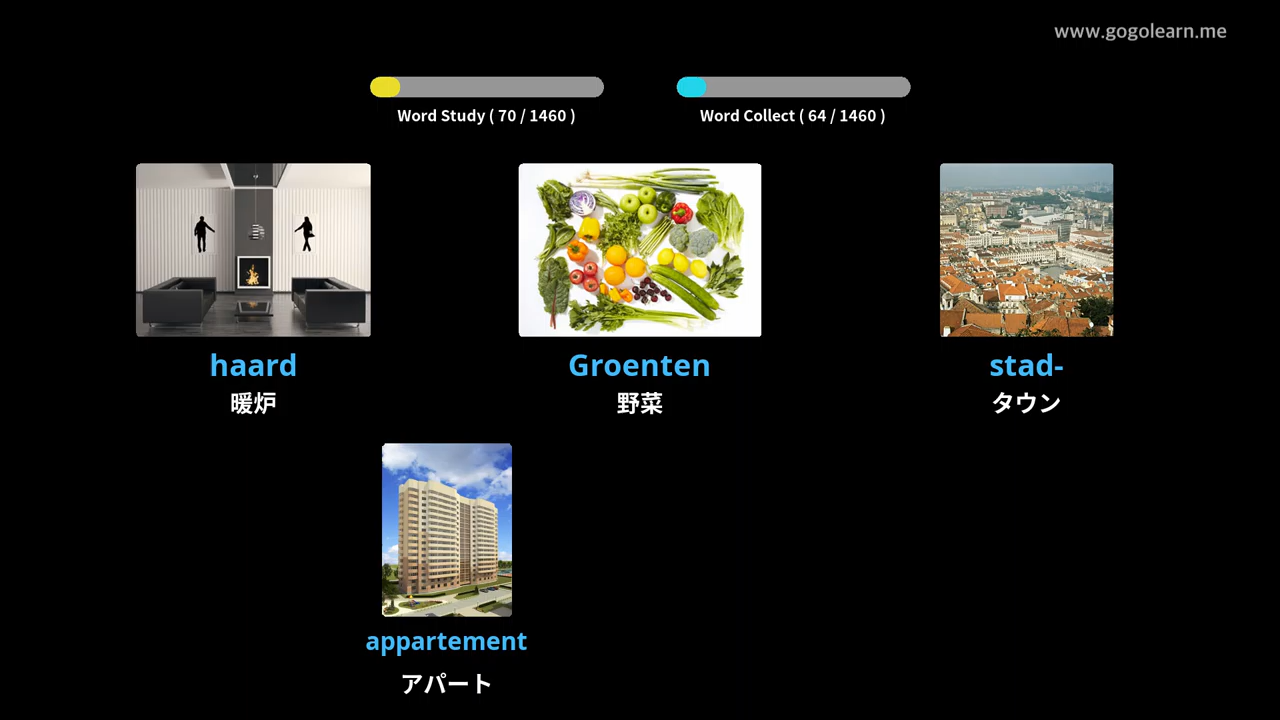 www.gogolearn.me
Word Study ( 70 / 1460 )
Word Collect ( 64 / 1460 )
haard
暖炉
Groenten
野菜
stad-
タウン
appartement
アパート